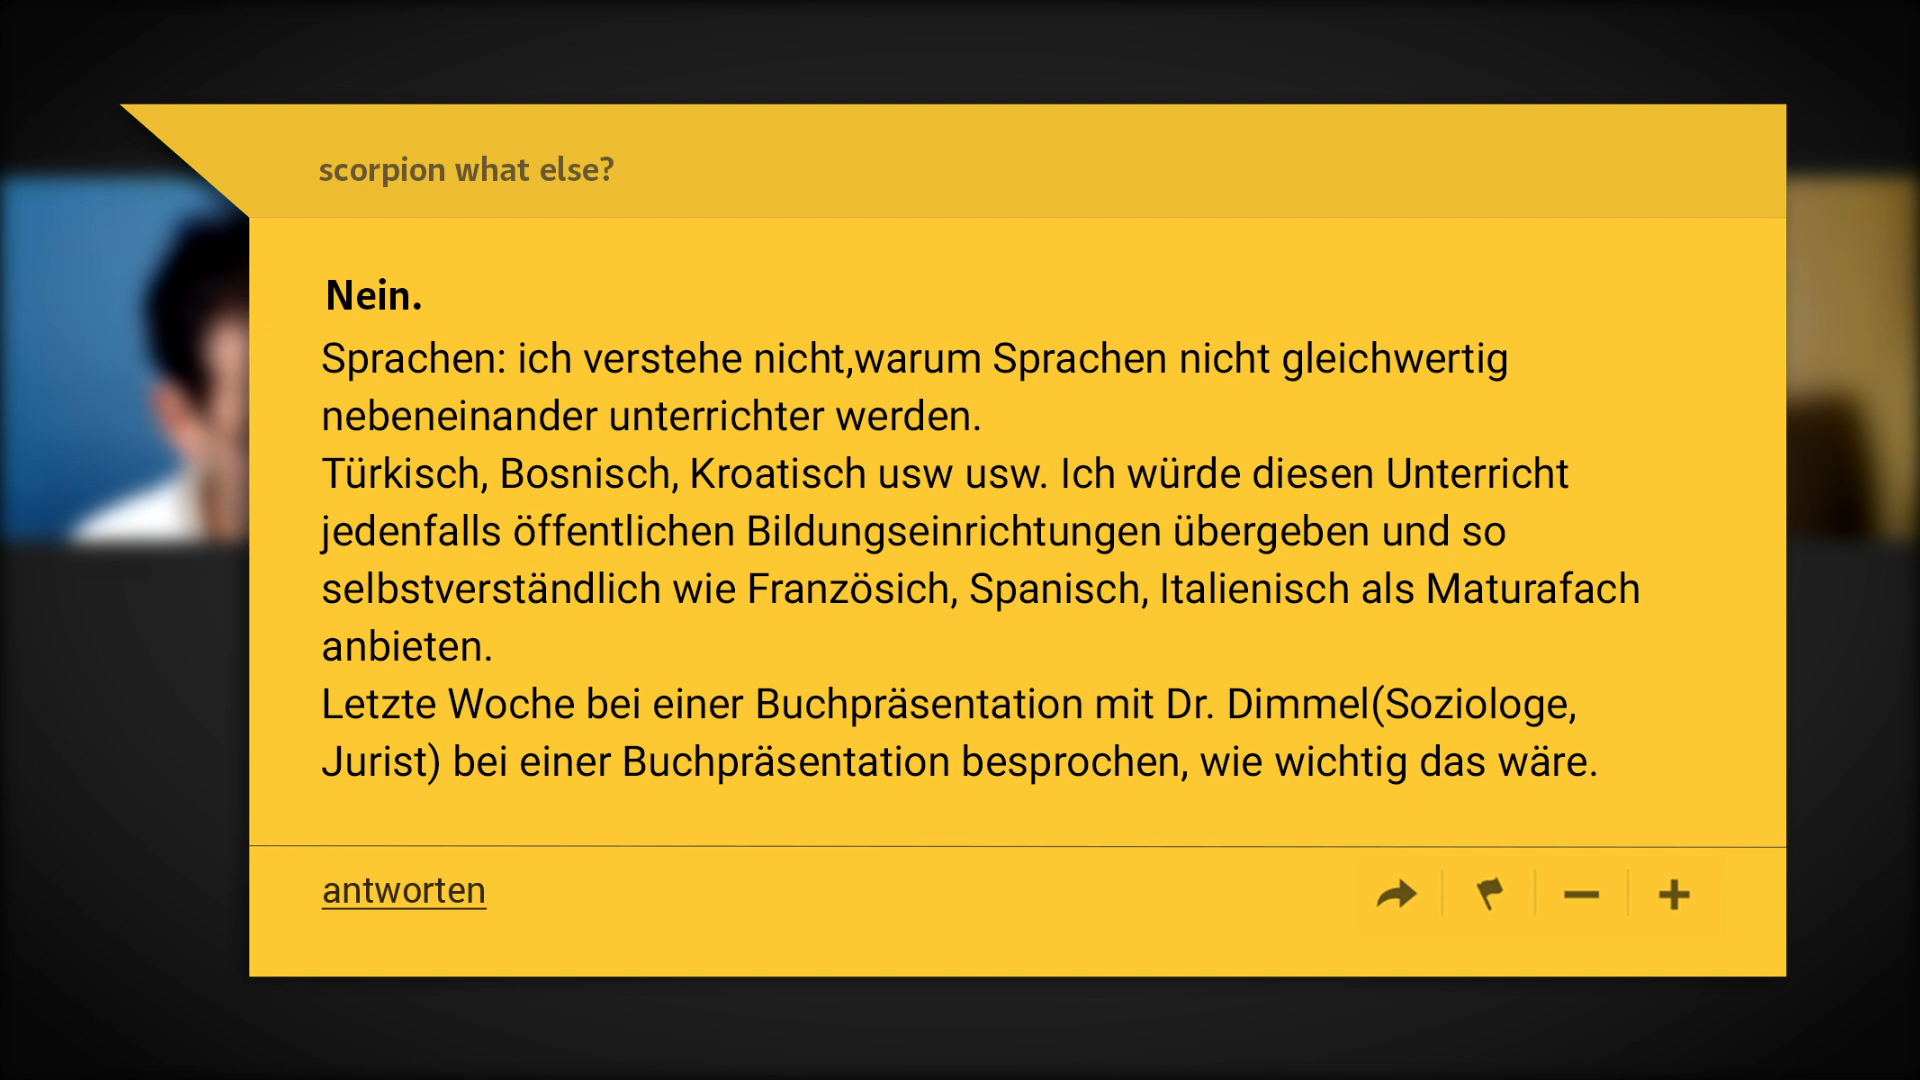 scorpion what else?
Nein.
Sprachen: ich verstehe nicht,warum Sprachen nicht gleichwertig
nebeneinander unterrichter werden.
Türkisch, Bosnisch, Kroatisch usw usw. Ich würde diesen Unterricht
jedenfalls öffentlichen Bildungseinrichtungen übergeben und so
selbstverständlich wie Französich, Spanisch, Italienisch als Maturafach
anbieten.
Letzte Woche bei einer Buchpräsentation mit Dr. Dimmel(Soziologe,
Jurist) bei einer Buchpräsentation besprochen, wie wichtig das wäre.
antworten